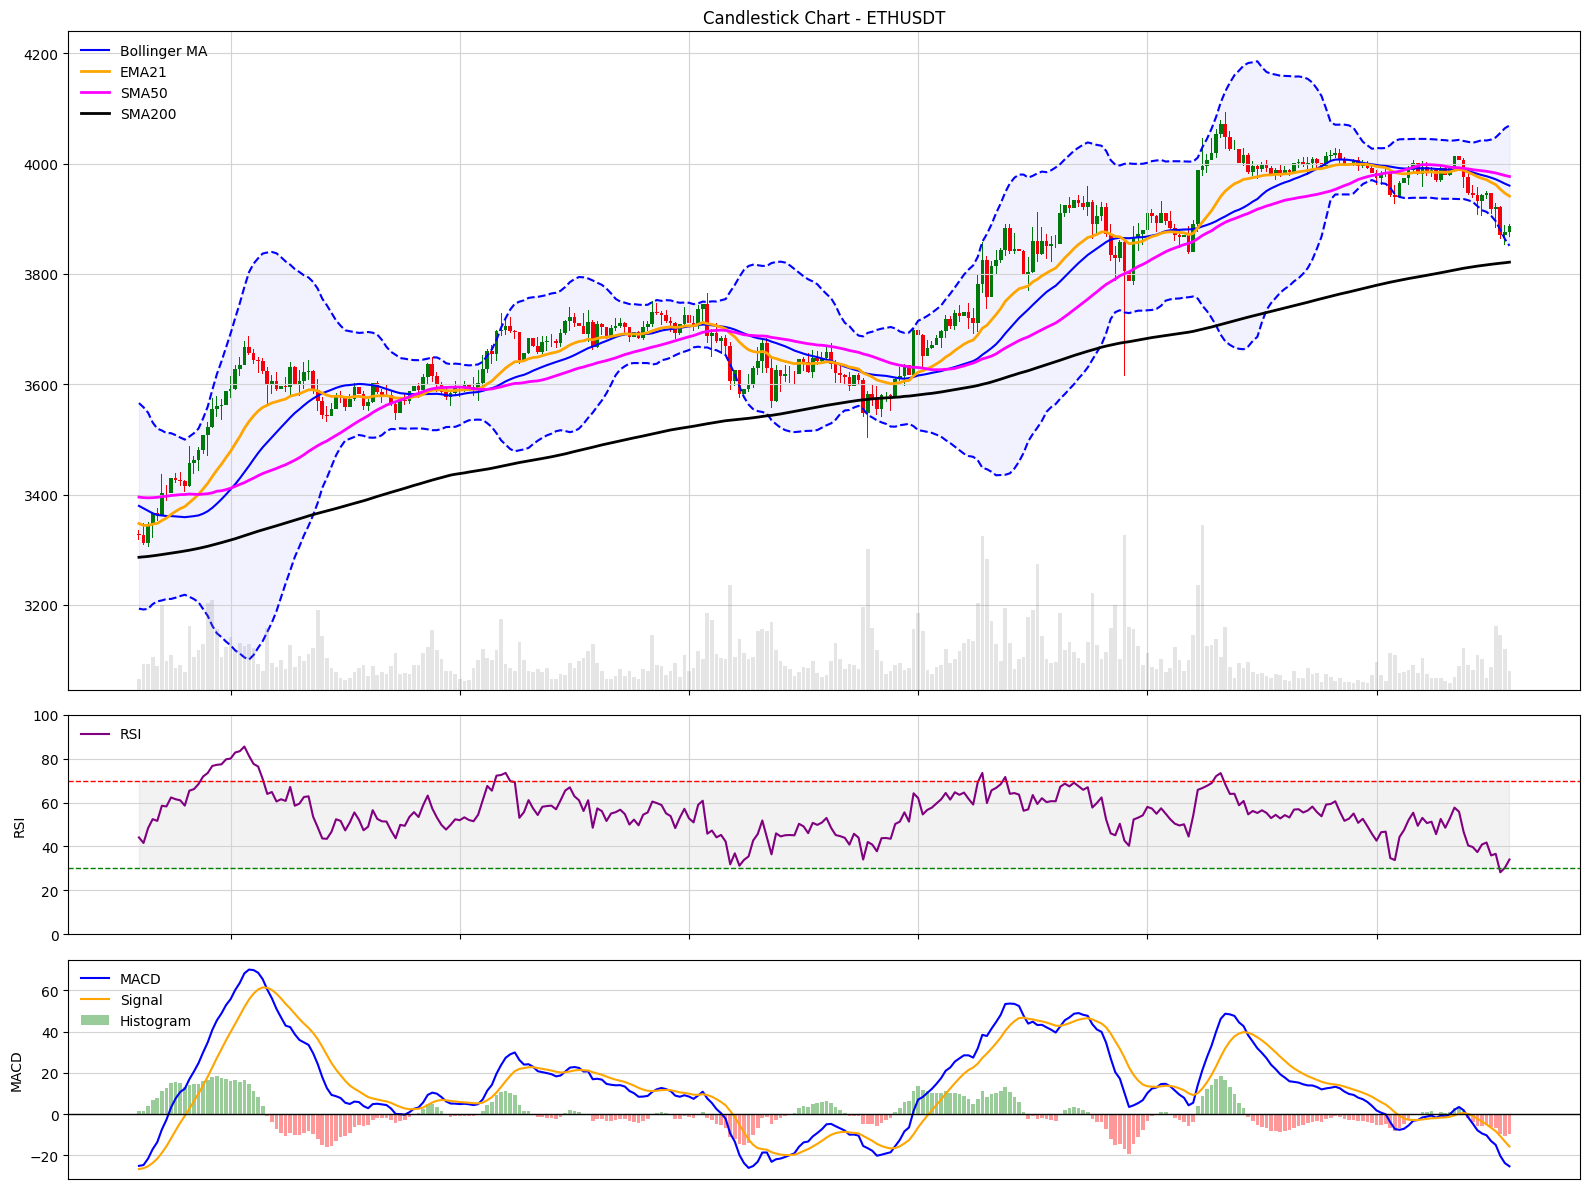 Candlestick Chart - ETHUSDT
Bollinger MA
EMA21
SMA50
SMA200
4200
4000
3800
3600
3400
3200
RSI
RSI
100
80
60
40
20
0
MACD
Signal
Histogram
MACD
60
40
20
0
−20